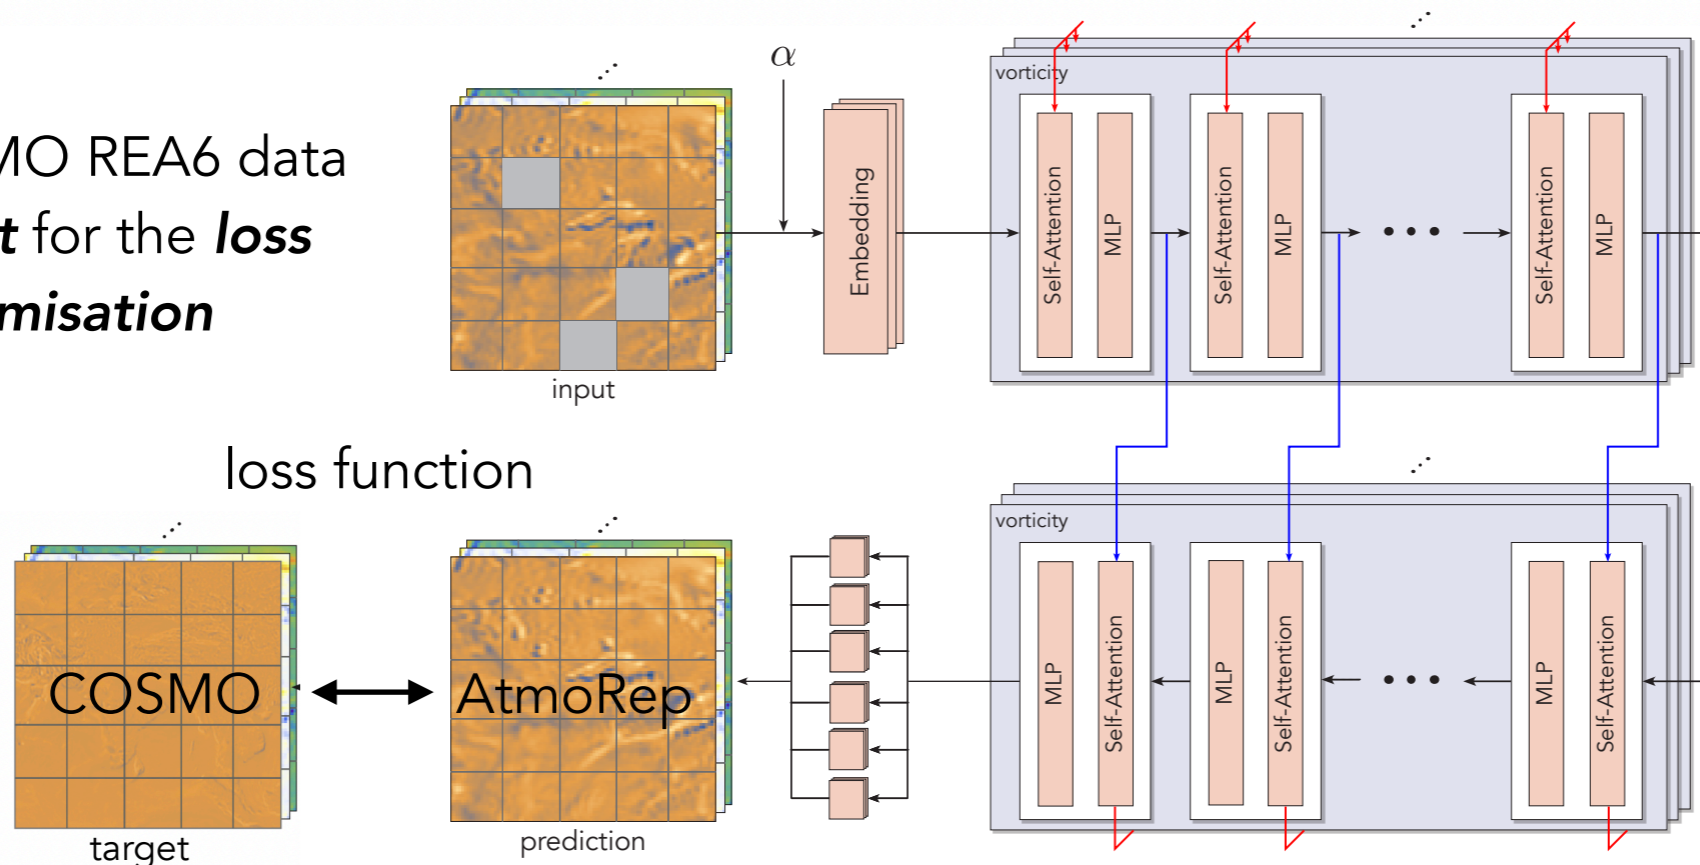 MO REA6 data
t for the loss
misation
input
α
Embedding
vorticity
Self-Attention
MLP
Self-Attention
MLP
Self-Attention
MLP
loss function
COSMO
target
AtmoRep
prediction
vorticity
MLP
Self-Attention
MLP
Self-Attention
MLP
Self-Attention